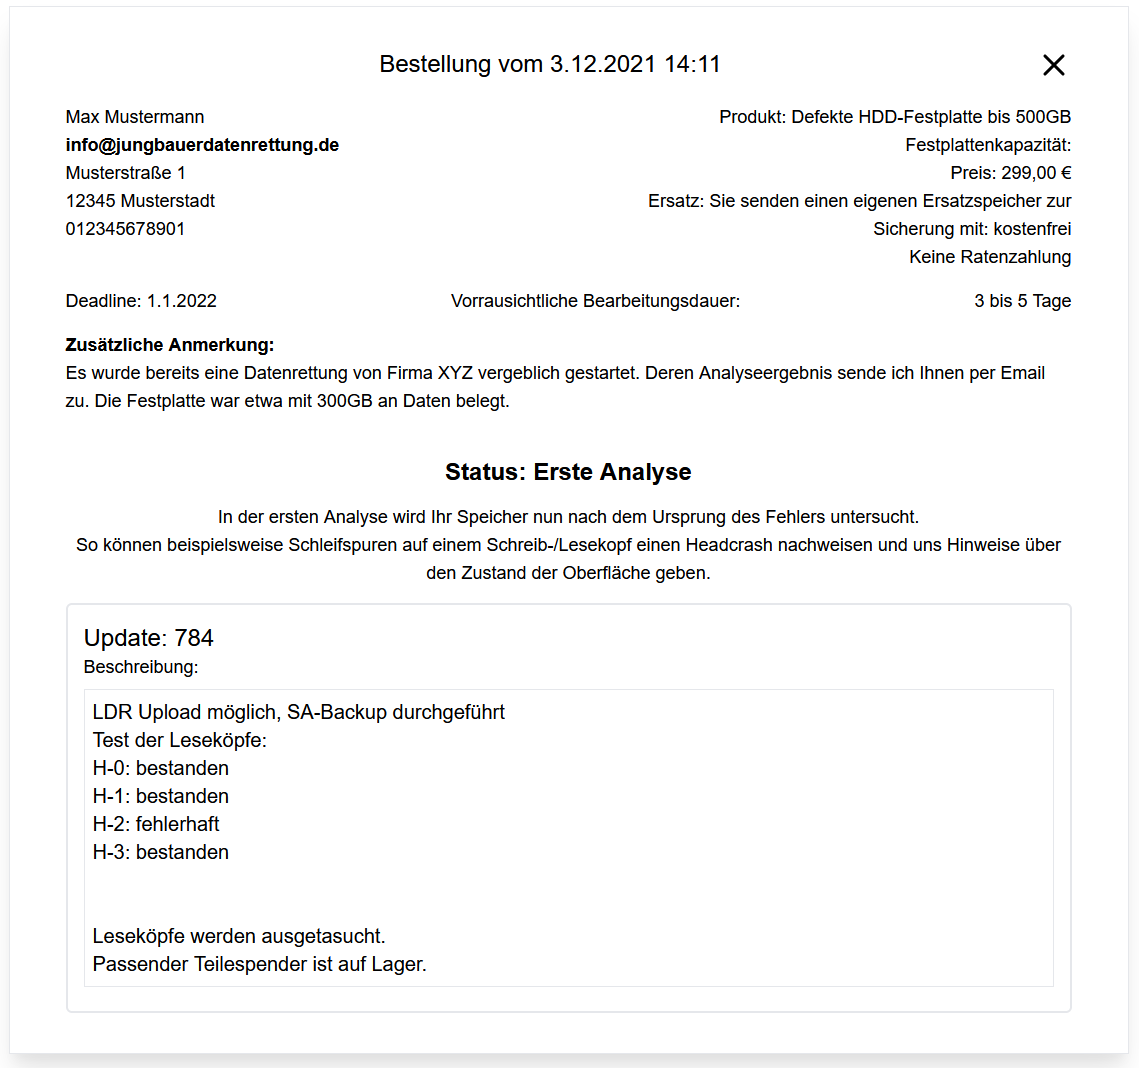 Bestellung vom 3.12.2021 14:11
Max Mustermann
info@jungbauerdatenrettung.de
Musterstraße 1
12345 Musterstadt
012345678901
Produkt: Defekte HDD-Festplatte bis 500GB
Festplattenkapazität:
Preis: 299,00 €
Ersatz: Sie senden einen eigenen Ersatzspeicher zur
Sicherung mit: kostenfrei
Keine Ratenzahlung
Deadline: 1.1.2022
Vorrausichtliche Bearbeitungsdauer:
3 bis 5 Tage
Zusätzliche Anmerkung:
Es wurde bereits eine Datenrettung von Firma XYZ vergeblich gestartet. Deren Analyseergebnis sende ich Ihnen per Email
zu. Die Festplatte war etwa mit 300GB an Daten belegt.
Status: Erste Analyse
In der ersten Analyse wird Ihr Speicher nun nach dem Ursprung des Fehlers untersucht.
So können beispielsweise Schleifspuren auf einem Schreib-/Lesekopf einen Headcrash nachweisen und uns Hinweise über
den Zustand der Oberfläche geben.
Update: 784
Beschreibung:
LDR Upload möglich, SA-Backup durchgeführt
Test der Leseköpfe:
H-0: bestanden
H-1: bestanden
H-2: fehlerhaft
H-3: bestanden
Leseköpfe werden ausgetasucht.
Passender Teilespender ist auf Lager.